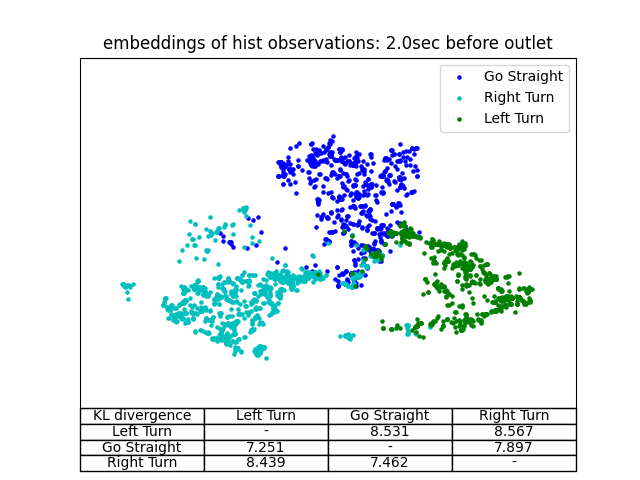 embeddings of hist observations: 2.0sec before outlet
Go Straight
Right Turn
Left Turn
KL divergence Left Turn Go Straight Right Turn
Left Turn - 8.531 8.567
Go Straight 7.251 - 7.897
Right Turn 8.439 7.462 -